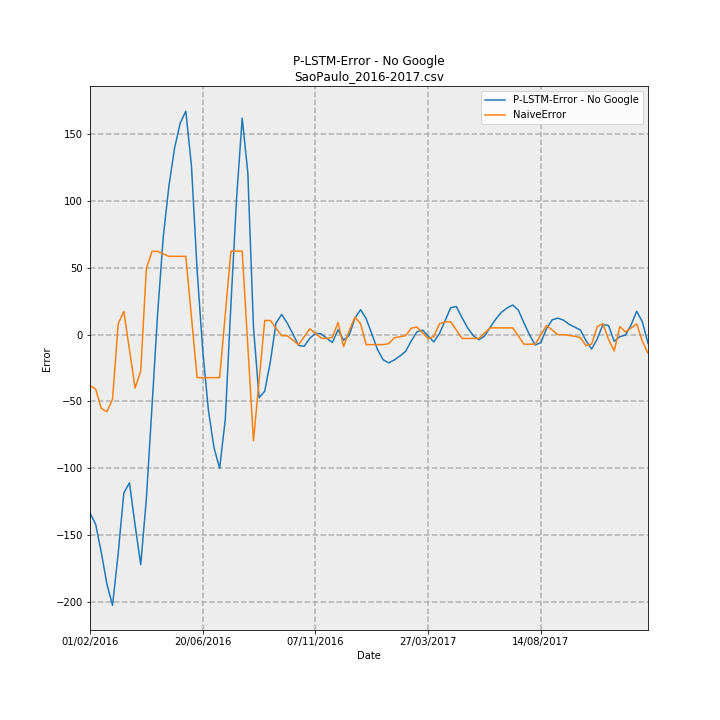 P-LSTM-Error - No Google
SaoPaulo_2016-2017.csv
P-LSTM-Error - No Google
NaiveError
150
100
50
0
−50
−100
−150
−200
Error
01/02/2016 20/06/2016 07/11/2016 27/03/2017 14/08/2017
Date